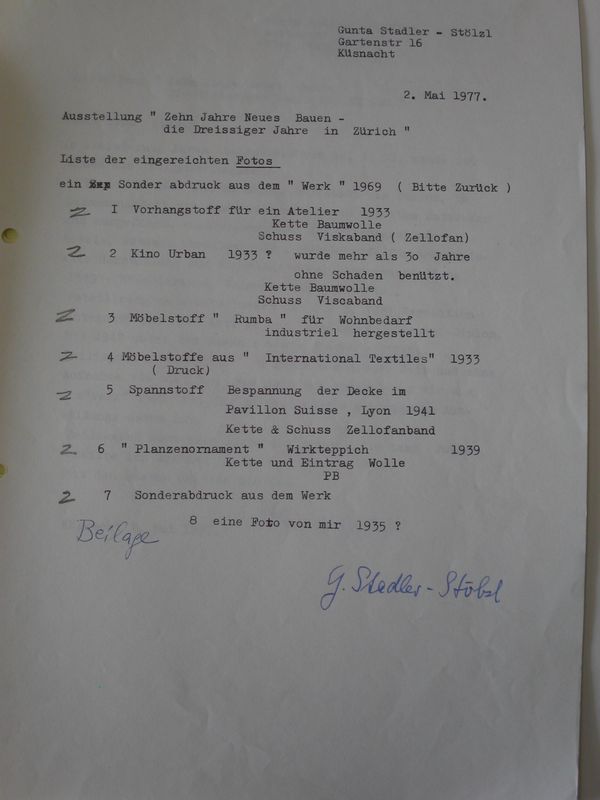 Gunta Stadler - Stölzl
Gartenstr 16
Küsnacht
2. Mai 1977.
Ausstellung " Zehn Jahre Neues Bauen -
die Dreissiger Jahre in Zürich "
Liste der eingereichten Fotos
ein Sonder abdruck aus dem " Werk " 1969 ( Bitte Zurück )
Z I Vorhangstoff für ein Atelier 1933
Kette Baumwolle
Schuss Viskaband ( Zellofan)
Z 2 Kino Urban 1933 ? wurde mehr als 30 Jahre
ohne Schaden benützt.
Kette Baumwolle
Schuss Viscaband
Z 3 Möbelstoff " Rumba " für Wohnbedarf
industriel hergestellt
Z 4 Möbelstoffe aus " International Textiles" 1933
( Druck)
Z 5 Spannstoff Bespannung der Decke im
Pavillon Suisse , Lyon 1941
Kette & Schuss Zellofanband
Z 6 " Planzenornament " Wirkteppich 1939
Kette und Eintrag Wolle
PB
Z 7 Sonderabdruck aus dem Werk
Beilage 8 eine Foto von mir 1935 ?
G. Stadler - Stölzl